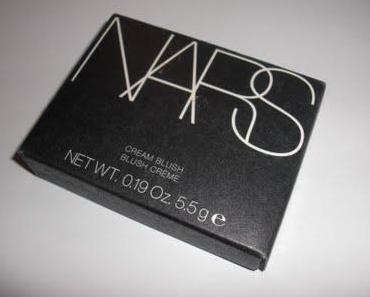 NARS
CREAM BLUSH
BLUSH CRÈME
NET WT. 0.19 Oz. 5.5 g ℮